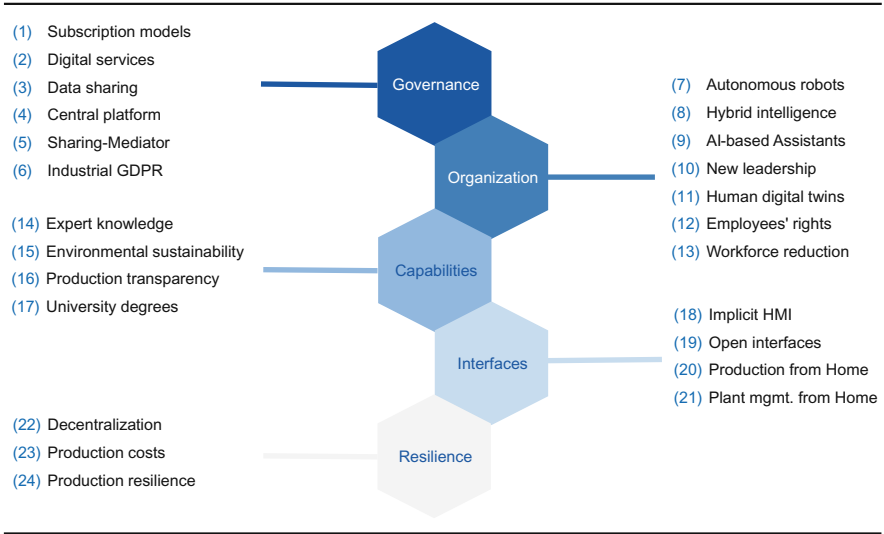 (1) Subscription models
(2) Digital services
(3) Data sharing
(4) Central platform
(5) Sharing-Mediator
(6) Industrial GDPR
Governance
(7) Autonomous robots
(8) Hybrid intelligence
(9) AI-based Assistants
(10) New leadership
(11) Human digital twins
(12) Employees' rights
(13) Workforce reduction
Organization
(14) Expert knowledge
(15) Environmental sustainability
(16) Production transparency
(17) University degrees
Capabilities
(18) Implicit HMI
(19) Open interfaces
(20) Production from Home
(21) Plant mgmt. from Home
Interfaces
(22) Decentralization
(23) Production costs
(24) Production resilience
Resilience